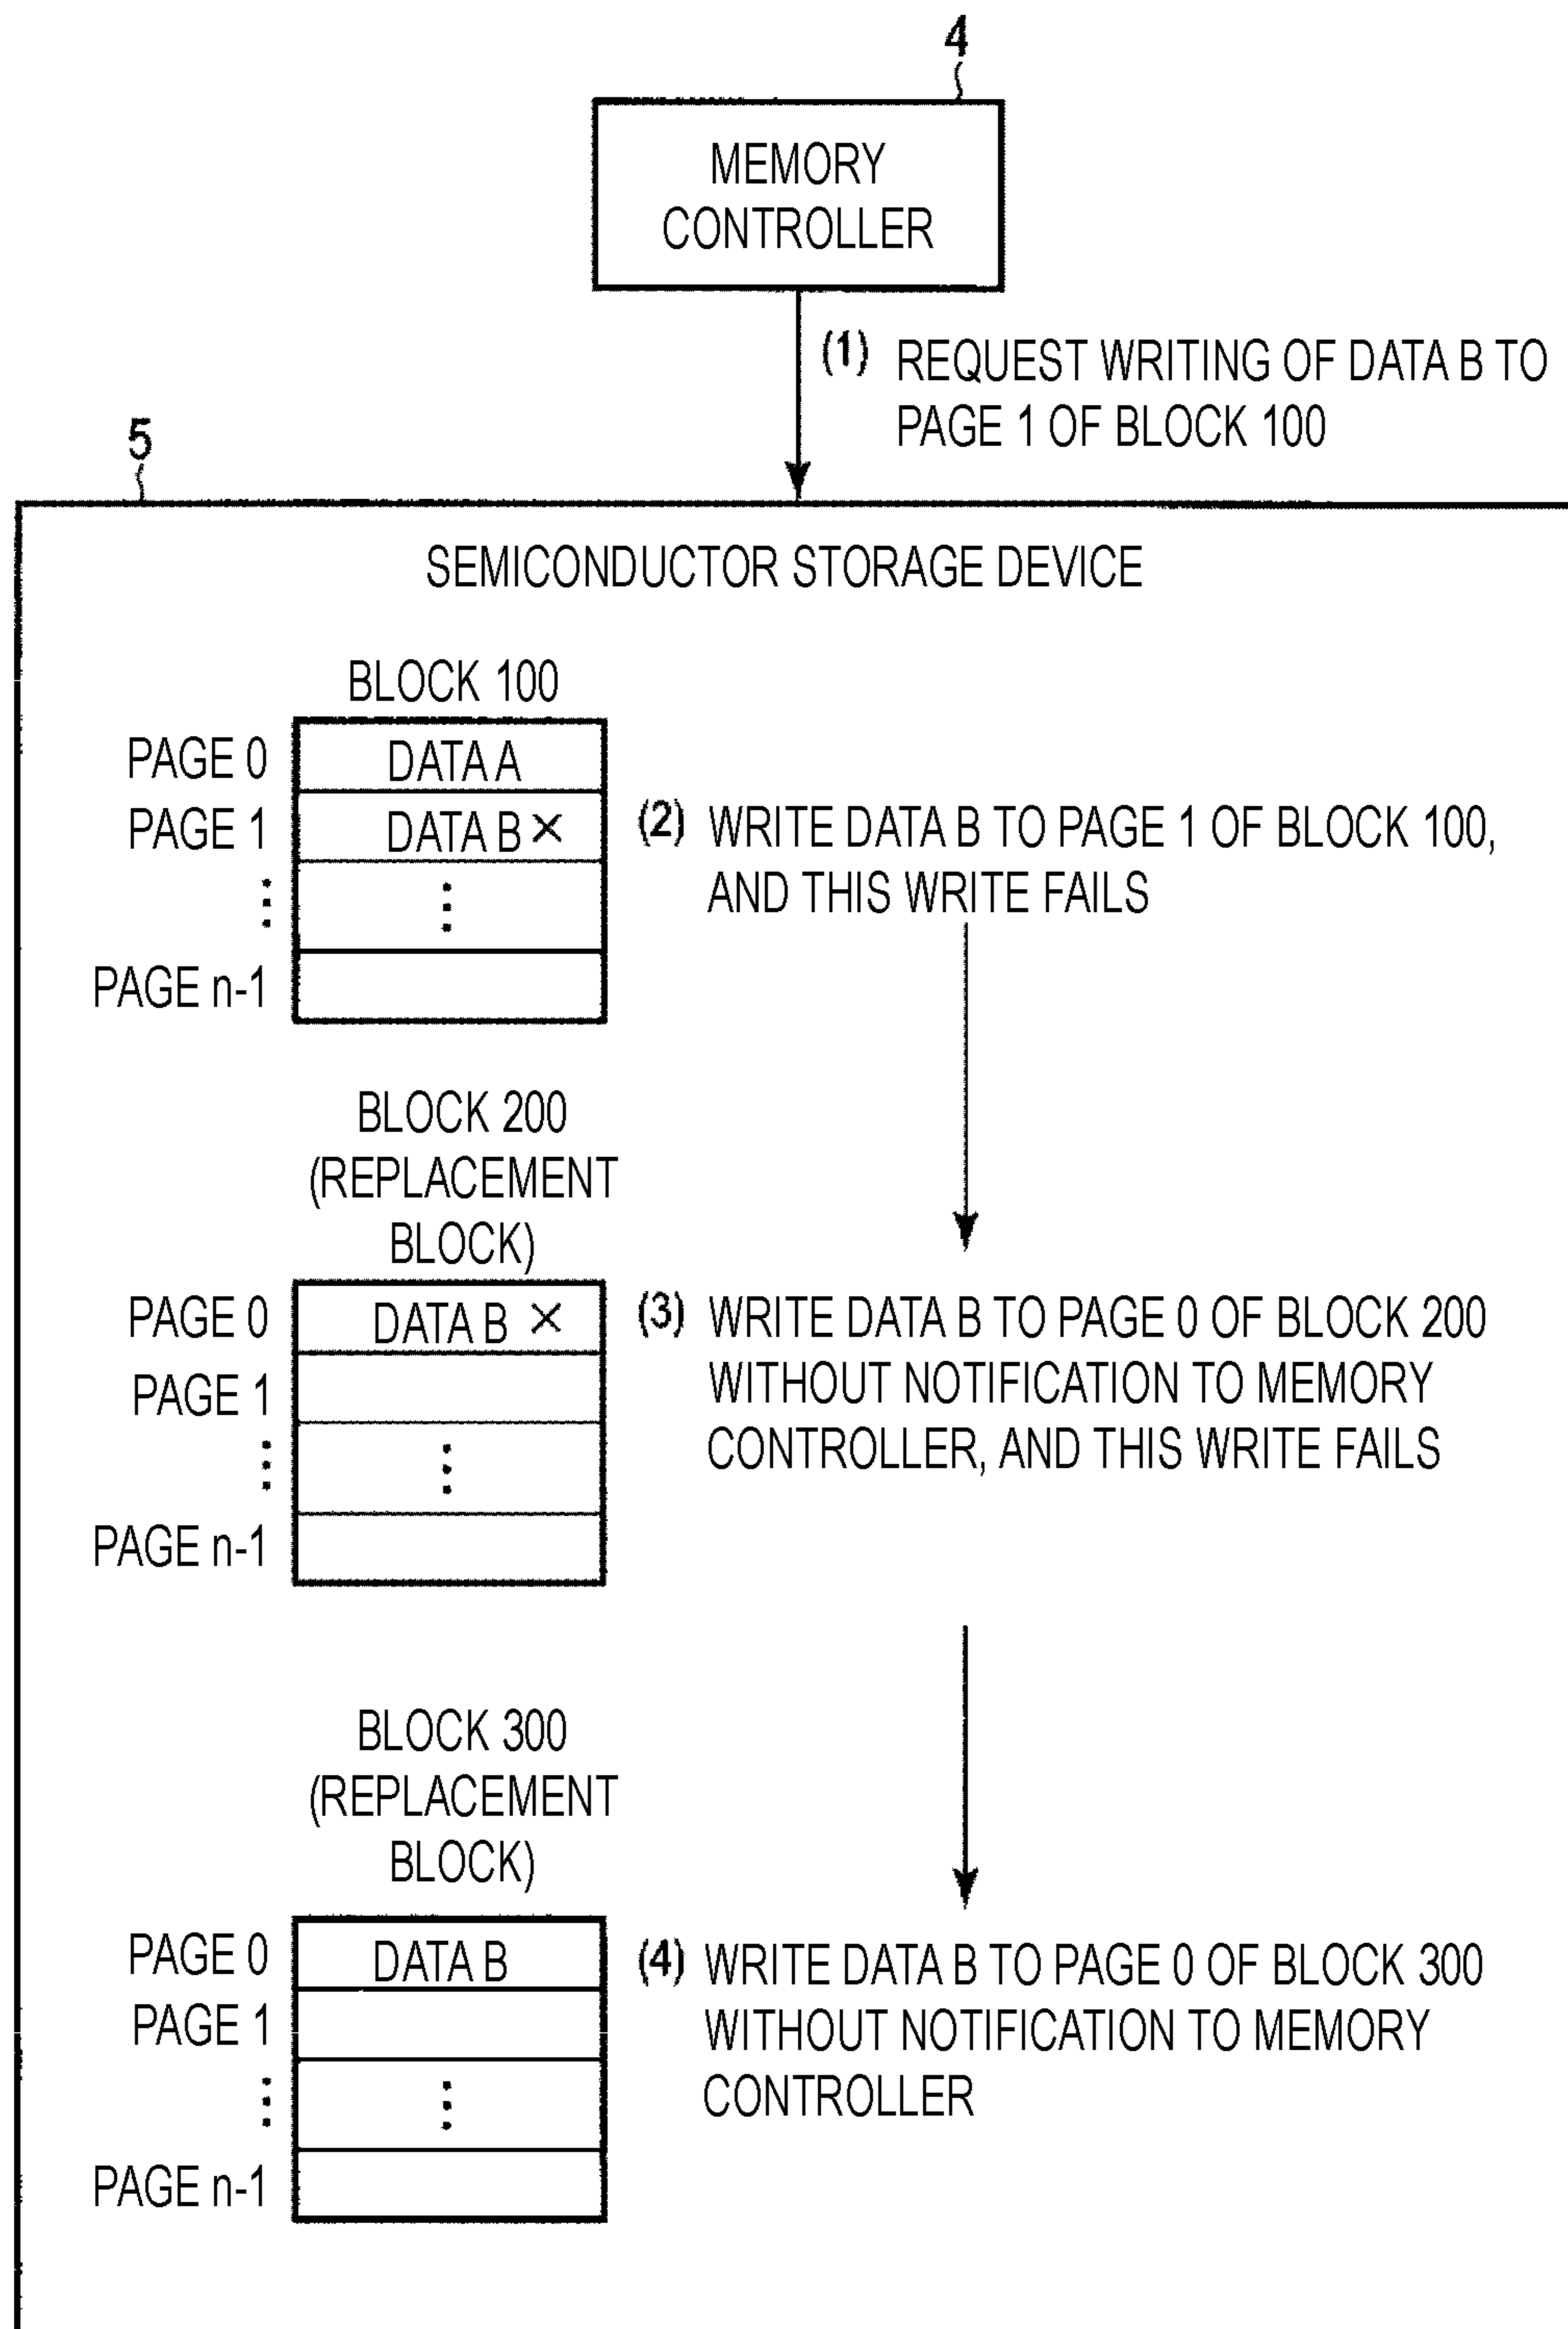 4
MEMORY
CONTROLLER
(1) REQUEST WRITING OF DATA B TO
PAGE 1 OF BLOCK 100
5
SEMICONDUCTOR STORAGE DEVICE
BLOCK 100
PAGE 0 DATA A
PAGE 1 DATA B × (2) WRITE DATA B TO PAGE 1 OF BLOCK 100,
AND THIS WRITE FAILS
PAGE n-1
BLOCK 200
(REPLACEMENT
BLOCK)
PAGE 0 DATA B × (3) WRITE DATA B TO PAGE 0 OF BLOCK 200
PAGE 1 WITHOUT NOTIFICATION TO MEMORY
CONTROLLER, AND THIS WRITE FAILS
PAGE n-1
BLOCK 300
(REPLACEMENT
BLOCK)
PAGE 0 DATA B (4) WRITE DATA B TO PAGE 0 OF BLOCK 300
PAGE 1 WITHOUT NOTIFICATION TO MEMORY
CONTROLLER
PAGE n-1